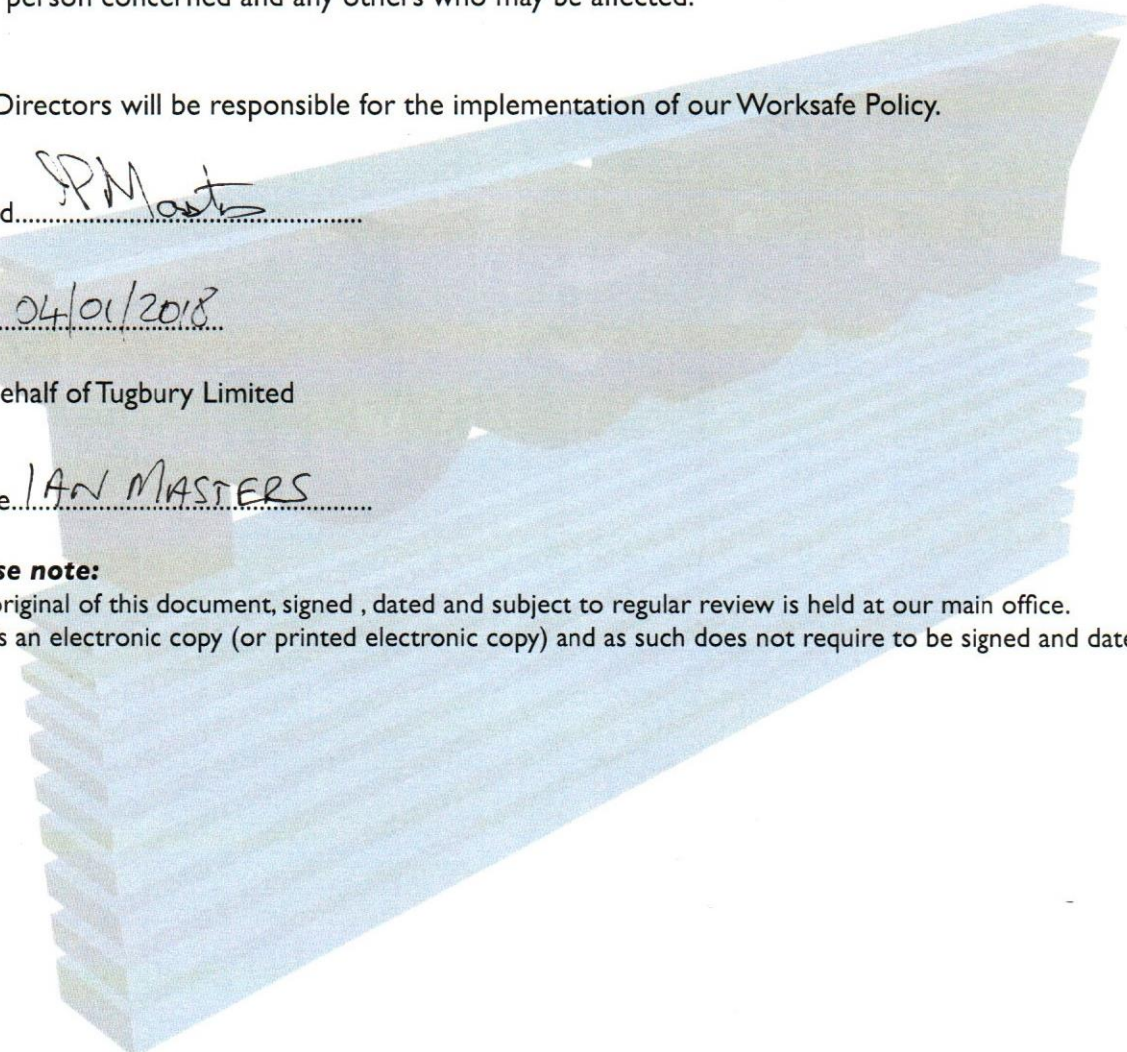 person concerned and any others who may be affected.
Directors will be responsible for the implementation of our Worksafe Policy.
d........................................
04/01/2018
ehalf of Tugbury Limited
e. IAN MASTERS
se note:
original of this document, signed , dated and subject to regular review is held at our main office.
s an electronic copy (or printed electronic copy) and as such does not require to be signed and date